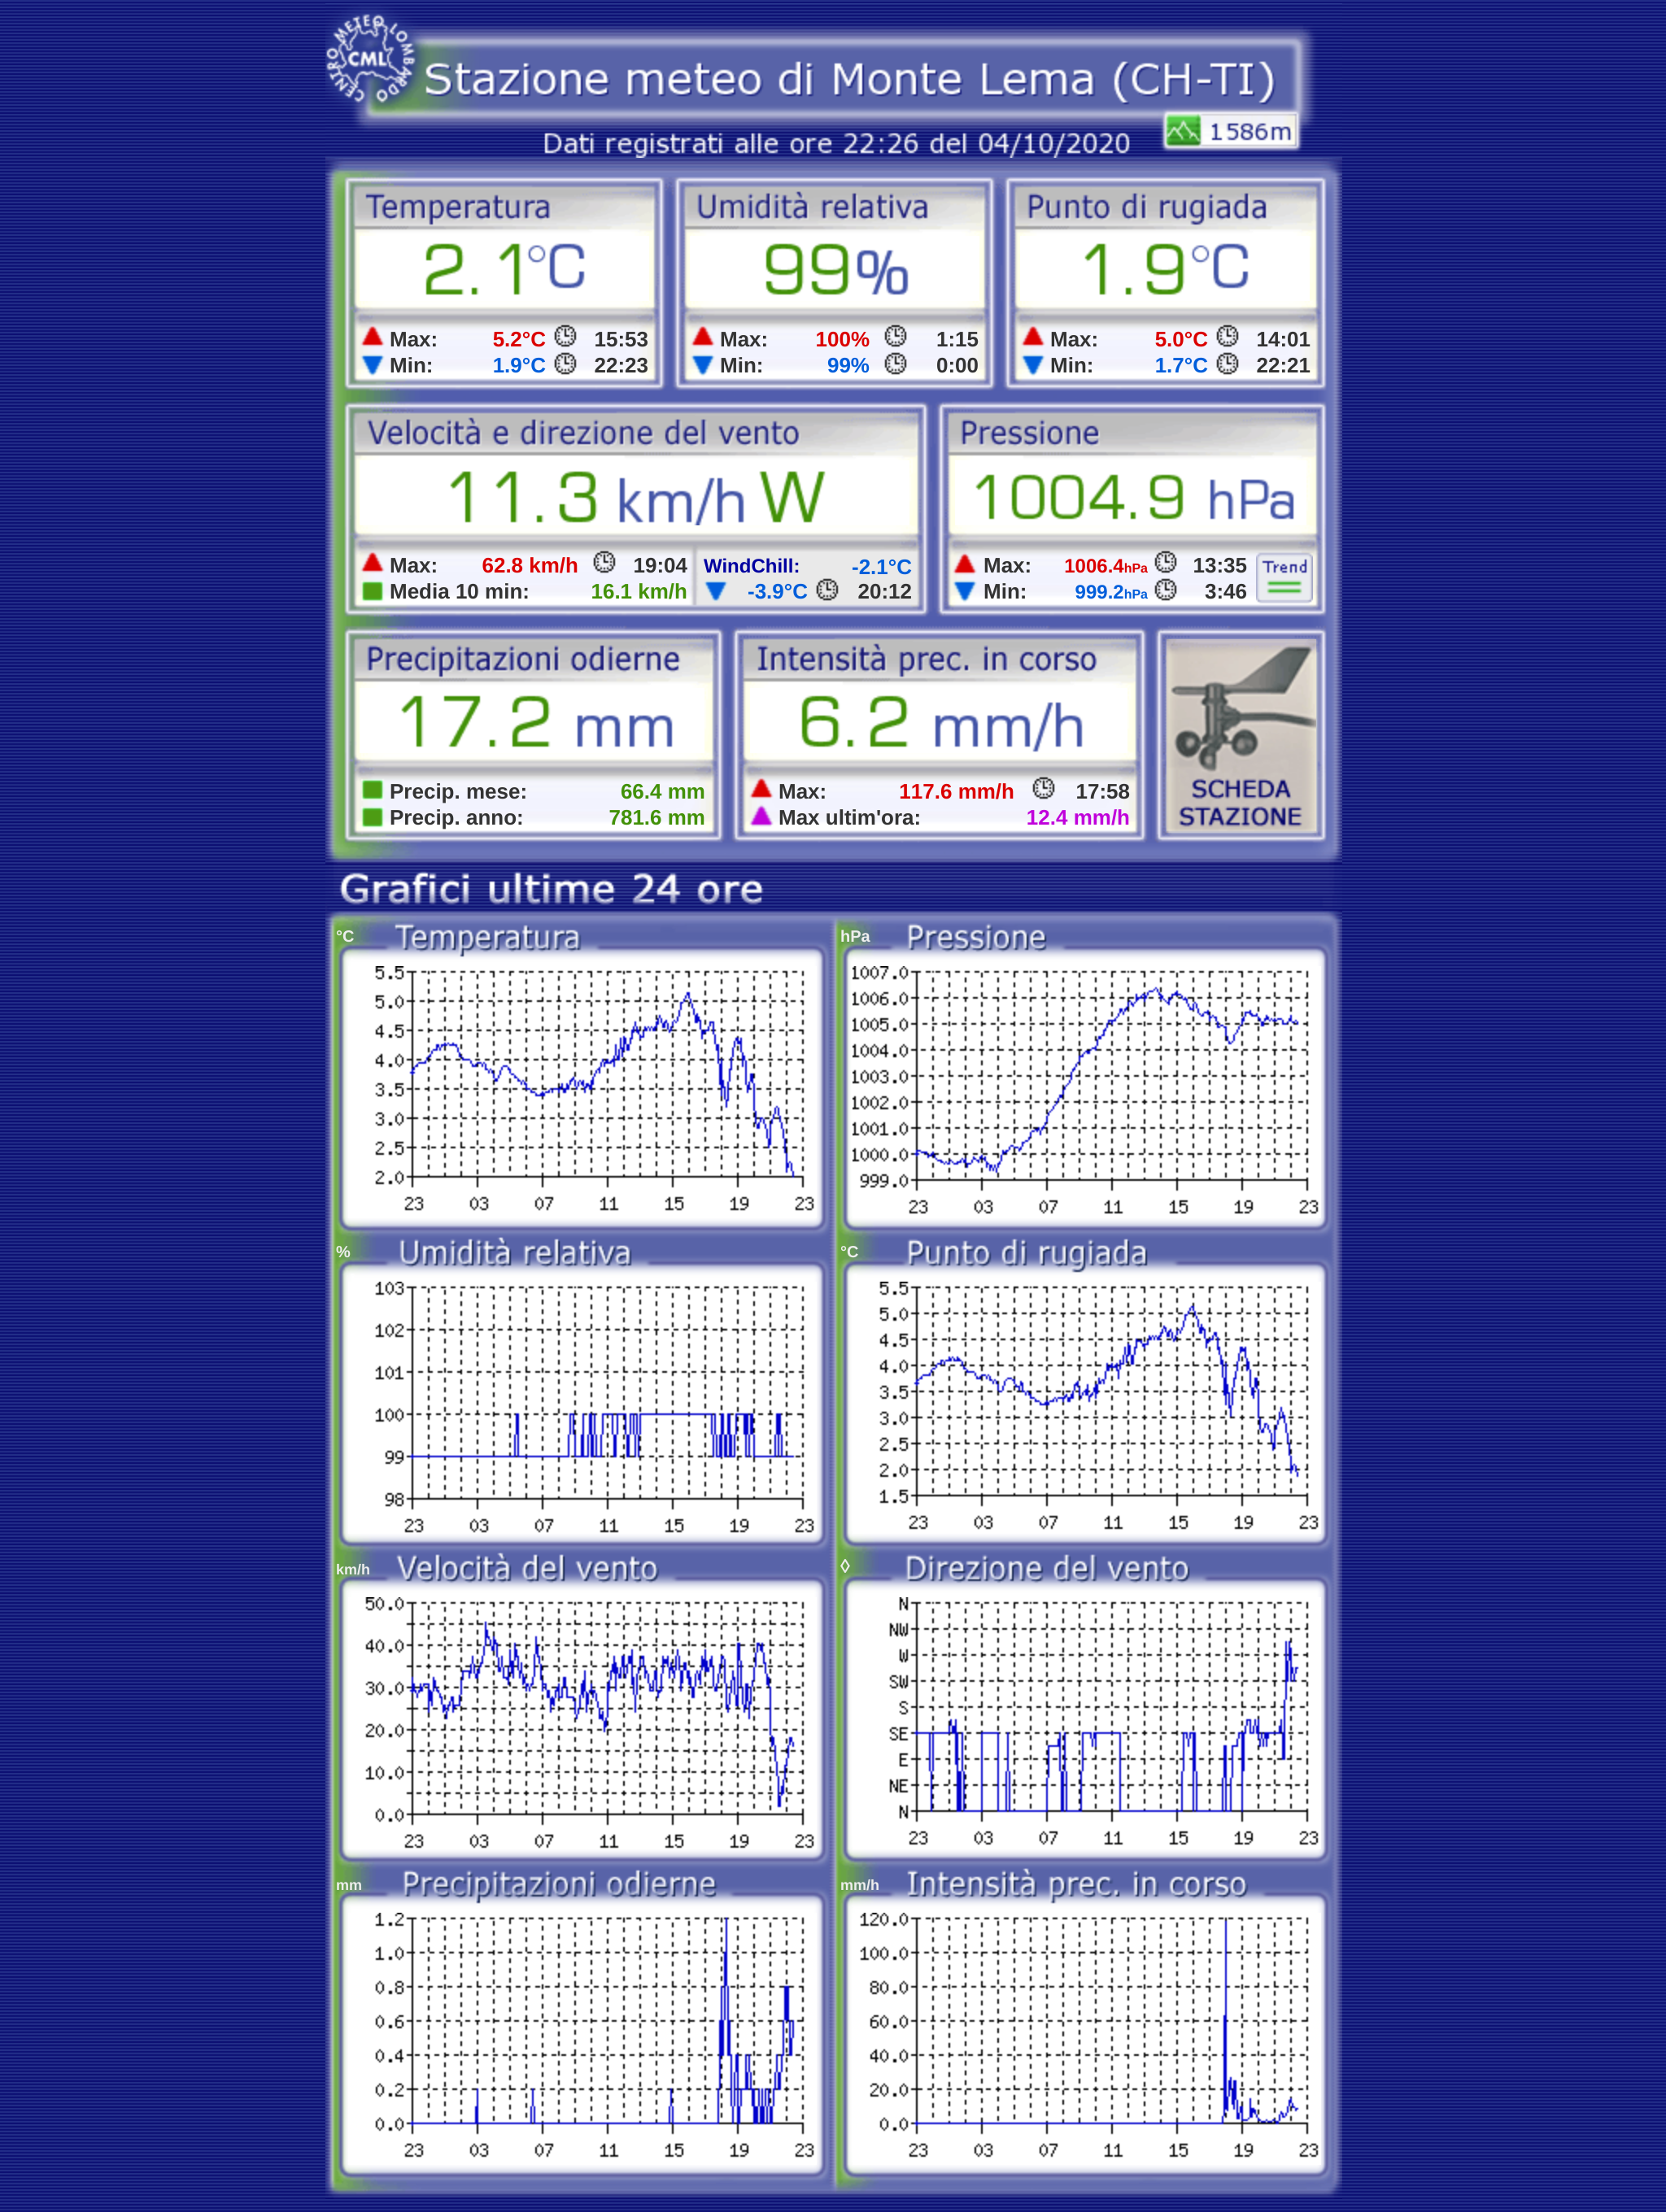 CENTRO METEO LOMBARDO
CML
Stazione meteo di Monte Lema (CH-TI)
1586m
Dati registrati alle ore 22:26 del 04/10/2020
Temperatura Umidità relativa Punto di rugiada
2.1°C 99% 1.9°C
Max: 5.2°C 15:53 Max: 100% 1:15 Max: 5.0°C 14:01
Min: 1.9°C 22:23 Min: 99% 0:00 Min: 1.7°C 22:21
Velocità e direzione del vento Pressione
11.3 km/h W 1004.9 hPa
Max: 62.8 km/h 19:04 WindChill: -2.1°C Max: 1006.4hPa 13:35 Trend
Media 10 min: 16.1 km/h -3.9°C 20:12 Min: 999.2hPa 3:46
Precipitazioni odierne Intensità prec. in corso
17.2 mm 6.2 mm/h
Precip. mese: 66.4 mm Max: 117.6 mm/h 17:58
Precip. anno: 781.6 mm Max ultim'ora: 12.4 mm/h
SCHEDA
STAZIONE
Grafici ultime 24 ore
°C Temperatura
5.5
5.0
4.5
4.0
3.5
3.0
2.5
2.0
23 03 07 11 15 19 23
hPa Pressione
1007.0
1006.0
1005.0
1004.0
1003.0
1002.0
1001.0
1000.0
999.0
23 03 07 11 15 19 23
% Umidità relativa
103
102
101
100
99
98
23 03 07 11 15 19 23
°C Punto di rugiada
5.5
5.0
4.5
4.0
3.5
3.0
2.5
2.0
1.5
23 03 07 11 15 19 23
km/h Velocità del vento
50.0
40.0
30.0
20.0
10.0
0.0
23 03 07 11 15 19 23
◊ Direzione del vento
N
NW
W
SW
S
SE
E
NE
N
23 03 07 11 15 19 23
mm Precipitazioni odierne
1.2
1.0
0.8
0.6
0.4
0.2
0.0
23 03 07 11 15 19 23
mm/h Intensità prec. in corso
120.0
100.0
80.0
60.0
40.0
20.0
0.0
23 03 07 11 15 19 23